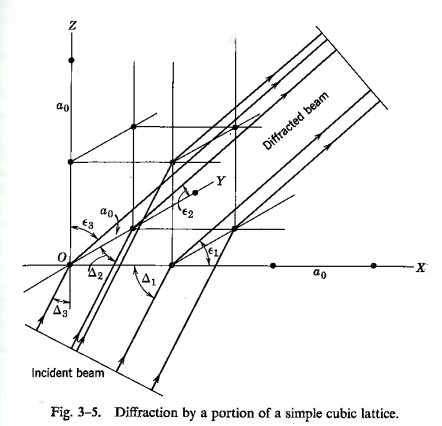 Z
a₀
Diffracted beam
Y
a₀
ϵ₂
ϵ₃
O
Δ₂
Δ₁
ϵ₁
a₀
X
Δ₃
Incident beam
Fig. 3–5. Diffraction by a portion of a simple cubic lattice.